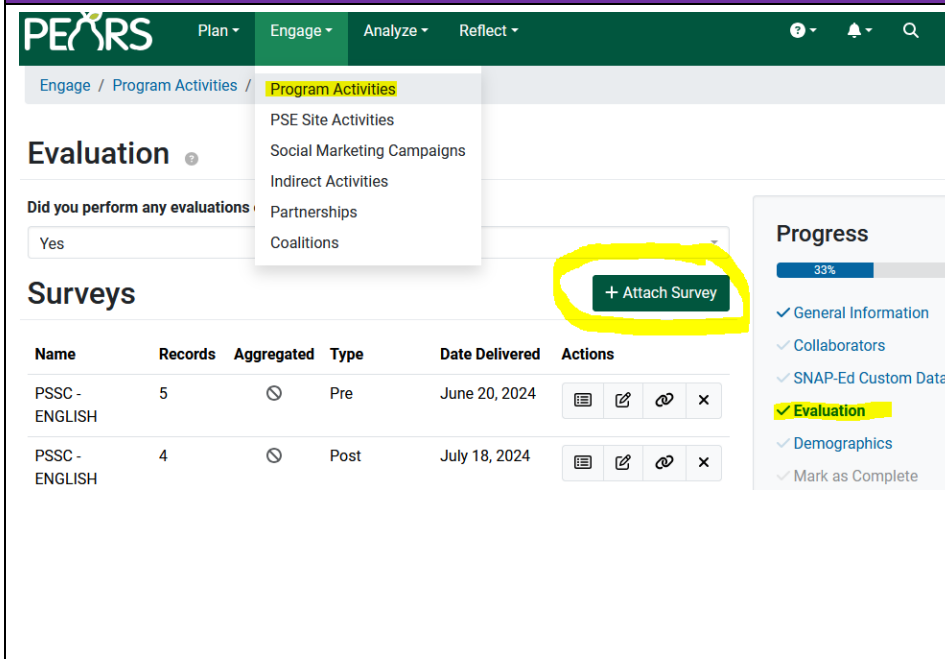 PEARS Plan Engage Analyze Reflect
Engage / Program Activities /
Program Activities
PSE Site Activities
Social Marketing Campaigns
Indirect Activities
Partnerships
Coalitions
Evaluation
Did you perform any evaluations
Yes
Surveys
+ Attach Survey
Name Records Aggregated Type Date Delivered Actions
PSSC - 5 Pre June 20, 2024
ENGLISH
PSSC - 4 Post July 18, 2024
ENGLISH
Progress
33%
General Information
Collaborators
SNAP-Ed Custom Data
Evaluation
Demographics
Mark as Complete